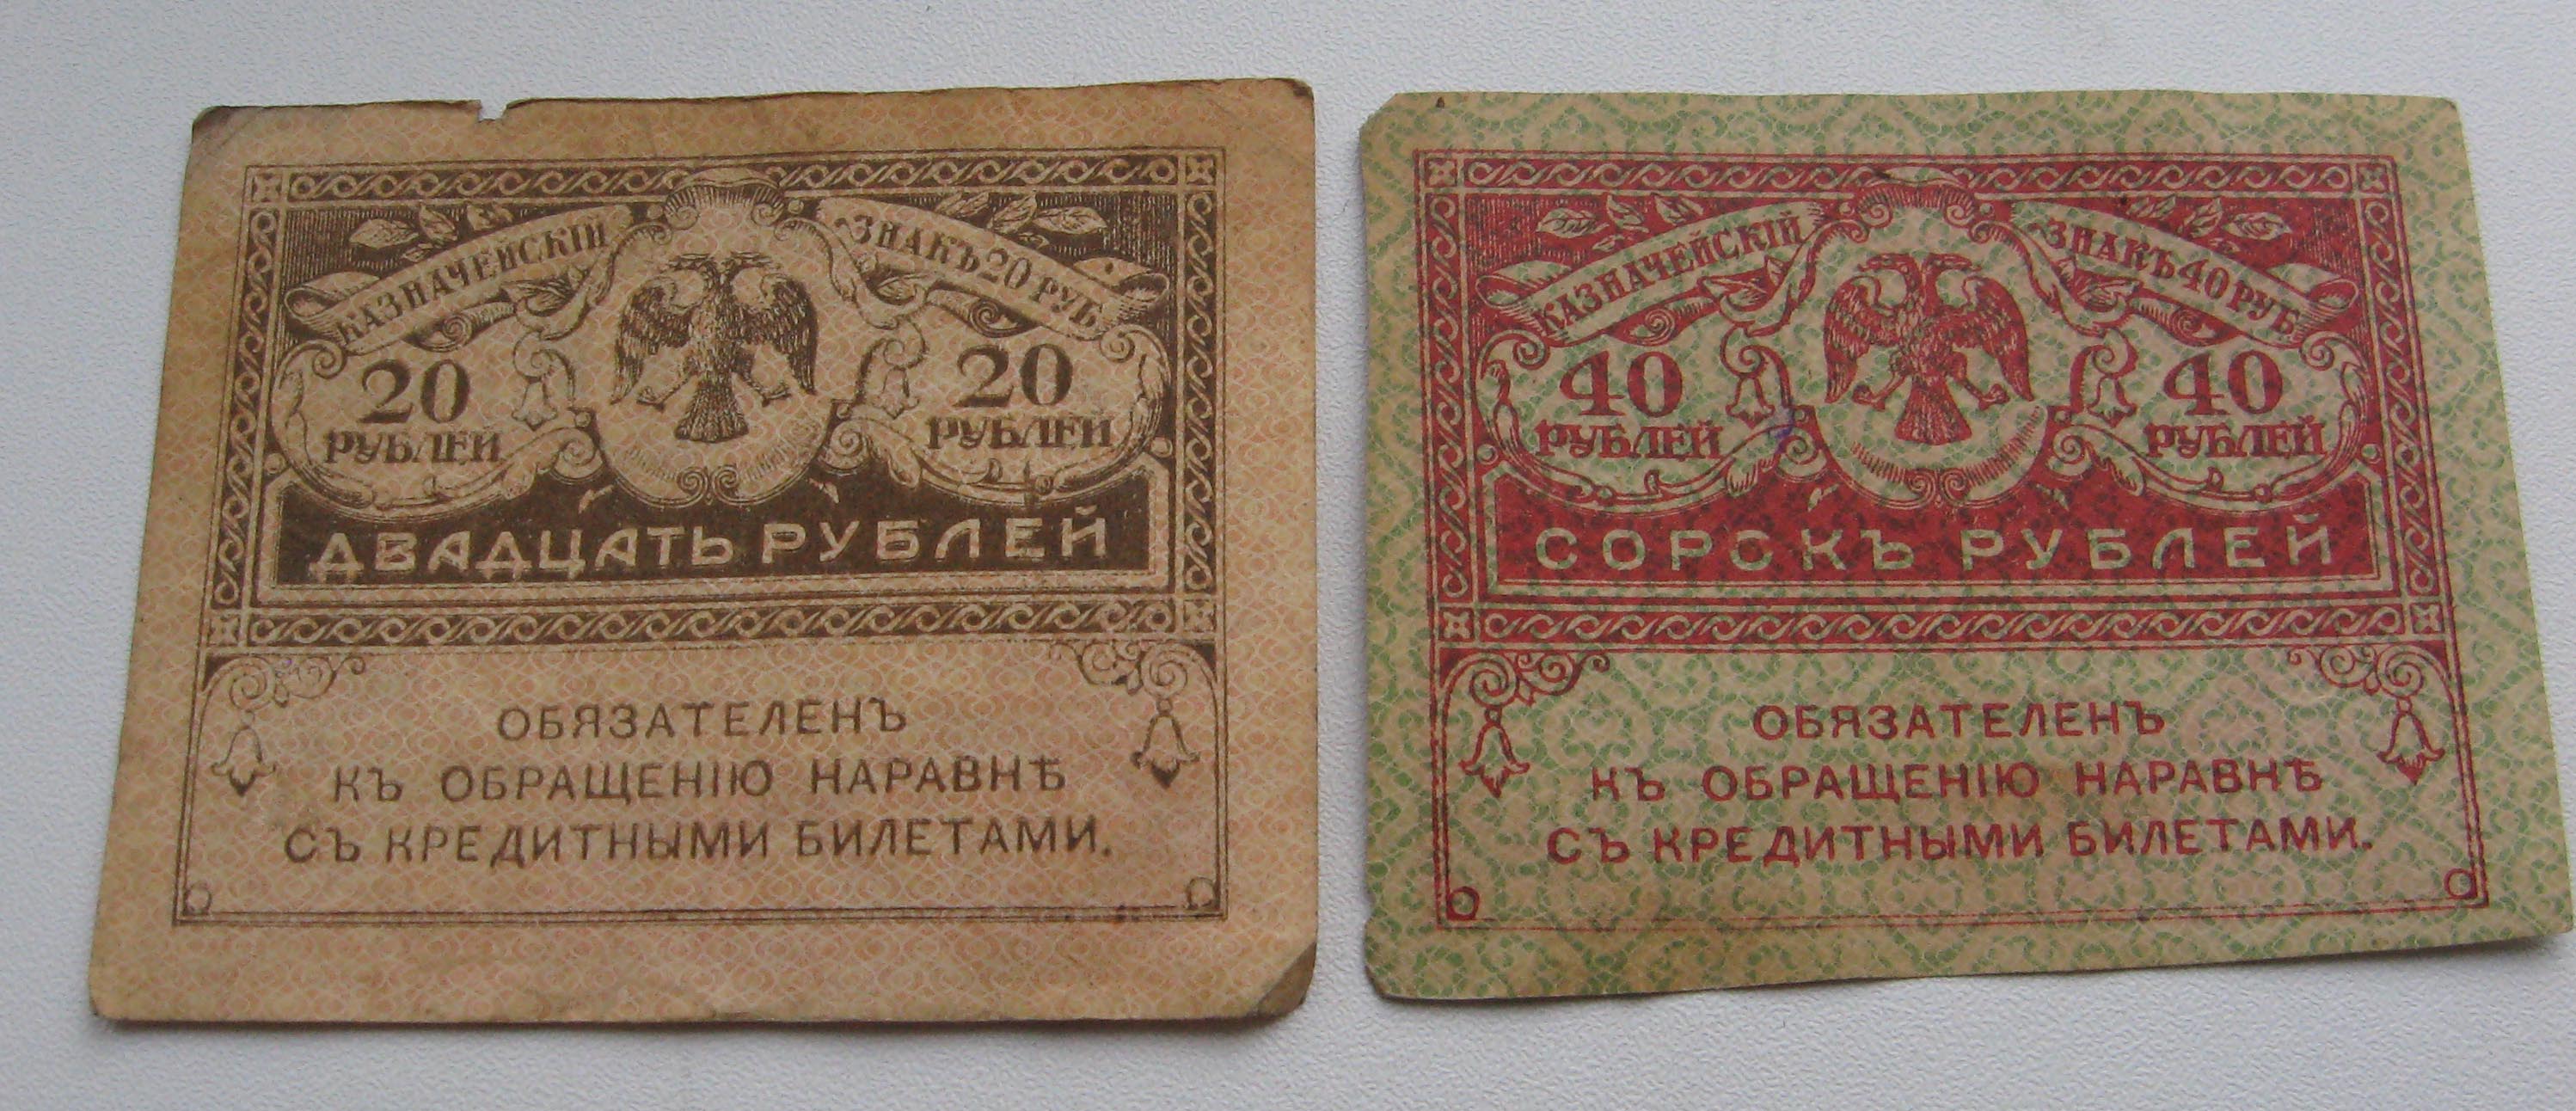 КАЗНАЧЕЙСКІЙ ЗНАКЪ 20 РУБ.
20 20
РУБЛЕЙ РУБЛЕЙ
ДВАДЦАТЬ РУБЛЕЙ
ОБЯЗАТЕЛЕНЪ
КЪ ОБРАЩЕНІЮ НАРАВНѢ
СЪ КРЕДИТНЫМИ БИЛЕТАМИ.
КАЗНАЧЕЙСКІЙ ЗНАКЪ 40 РУБ.
40 40
РУБЛЕЙ РУБЛЕЙ
СОРОКЪ РУБЛЕЙ
ОБЯЗАТЕЛЕНЪ
КЪ ОБРАЩЕНІЮ НАРАВНѢ
СЪ КРЕДИТНЫМИ БИЛЕТАМИ.